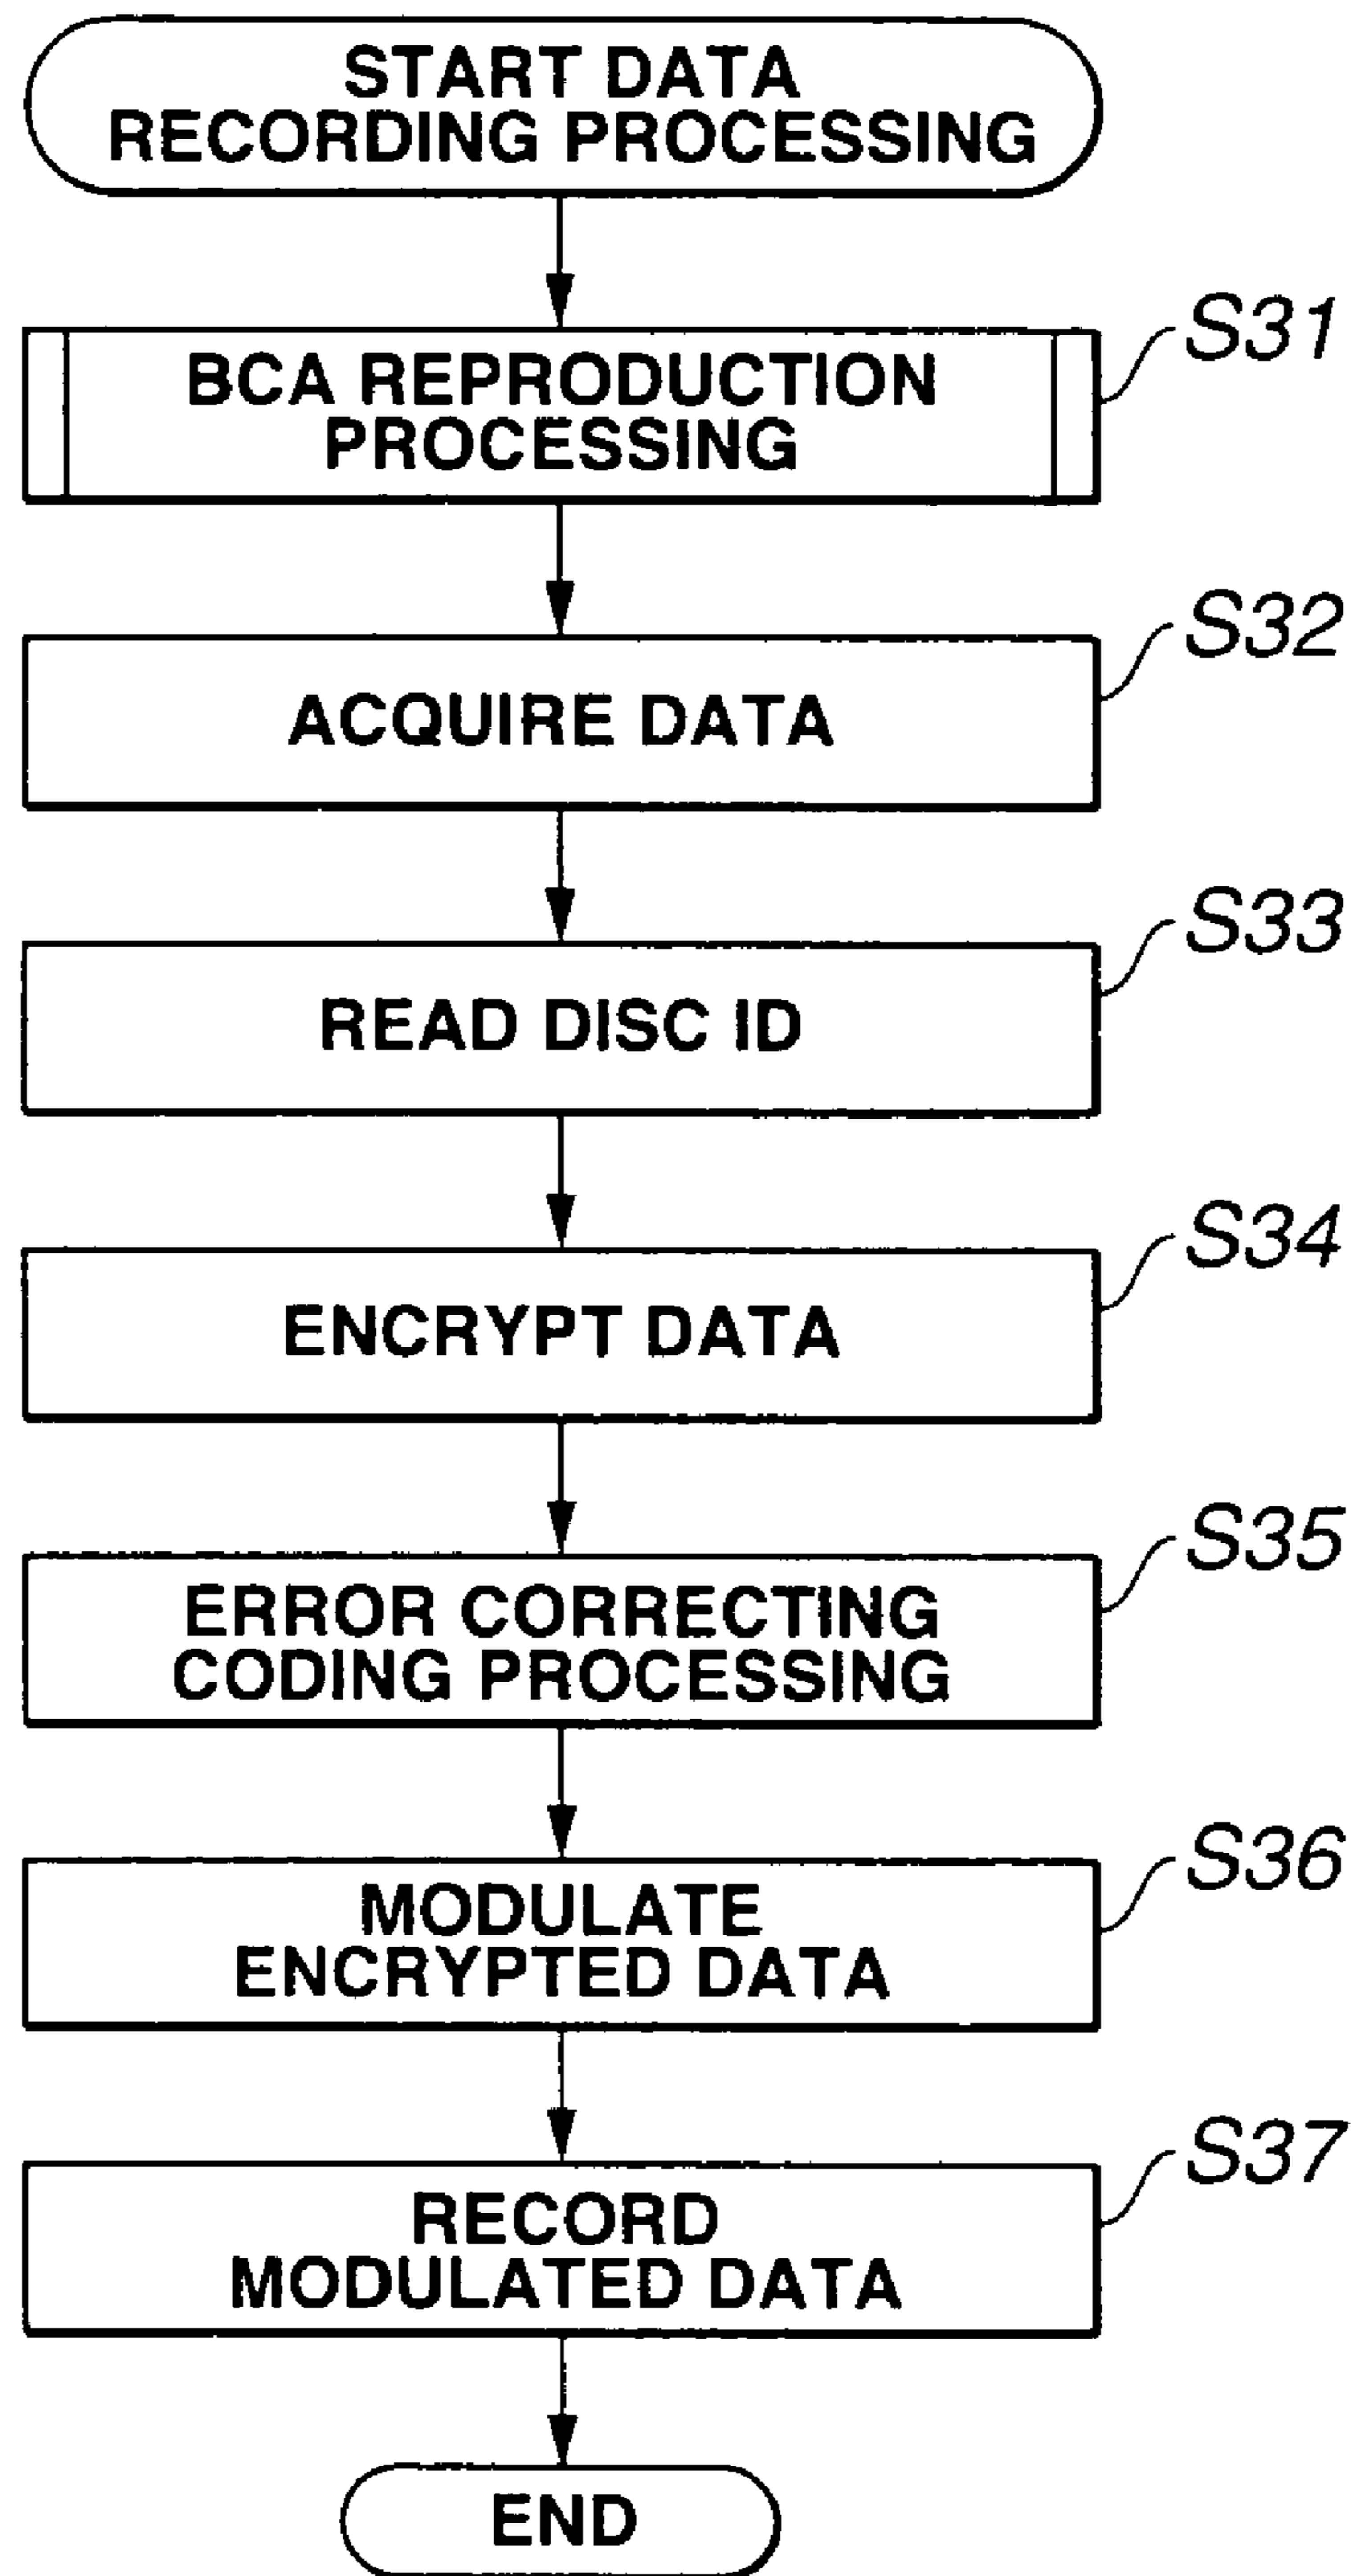 START DATA
RECORDING PROCESSING
S31
BCA REPRODUCTION
PROCESSING
S32
ACQUIRE DATA
S33
READ DISC ID
S34
ENCRYPT DATA
S35
ERROR CORRECTING
CODING PROCESSING
S36
MODULATE
ENCRYPTED DATA
S37
RECORD
MODULATED DATA
END